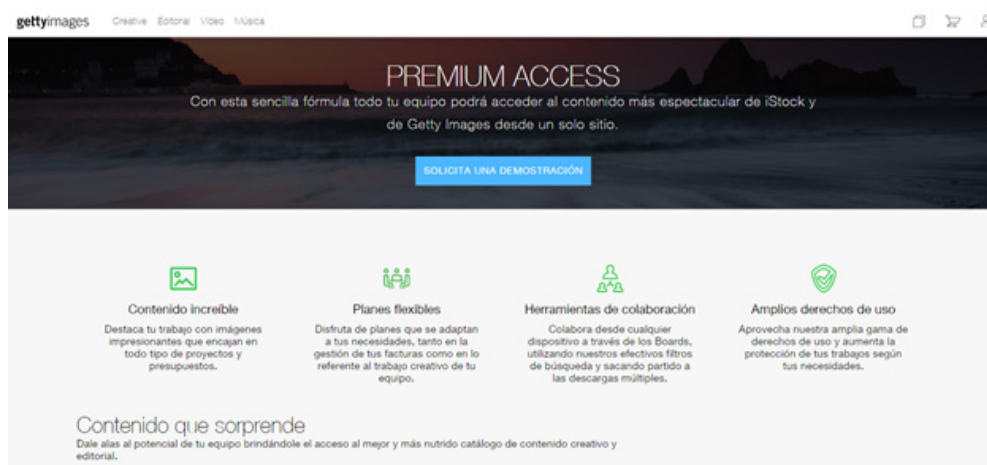 gettyimages Creative Editorial Vídeo Música
PREMIUM ACCESS
Con esta sencilla fórmula todo tu equipo podrá acceder al contenido más espectacular de iStock y
de Getty Images desde un solo sitio.
SOLICITA UNA DEMOSTRACIÓN
Contenido increíble
Destaca tu trabajo con imágenes
impresionantes que encajan en
todo tipo de proyectos y
presupuestos.
Planes flexibles
Disfruta de planes que se adaptan
a tus necesidades, tanto en la
gestión de tus facturas como en lo
referente al trabajo creativo de tu
equipo.
Herramientas de colaboración
Colabora desde cualquier
dispositivo a través de los Boards,
utilizando nuestros efectivos filtros
de búsqueda y sacando partido a
las descargas múltiples.
Amplios derechos de uso
Aprovecha nuestra amplia gama de
derechos de uso y aumenta la
protección de tus trabajos según
tus necesidades.
Contenido que sorprende
Dale alas al potencial de tu equipo brindándole el acceso al mejor y más nutrido catálogo de contenido creativo y
editorial.